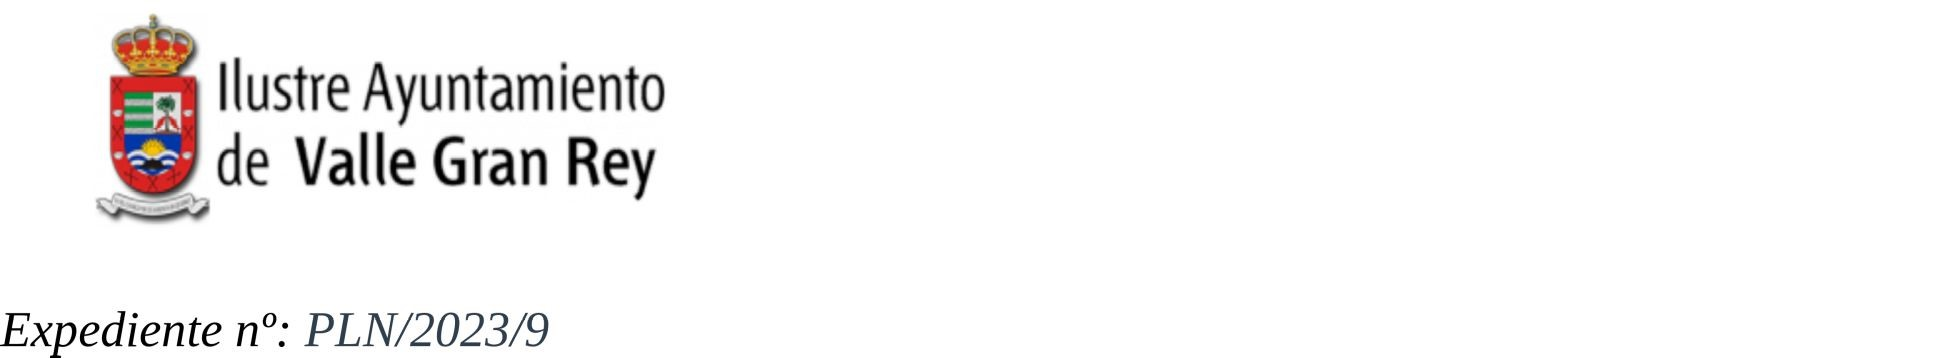 Ilustre Ayuntamiento
de Valle Gran Rey
Expediente nº: PLN/2023/9